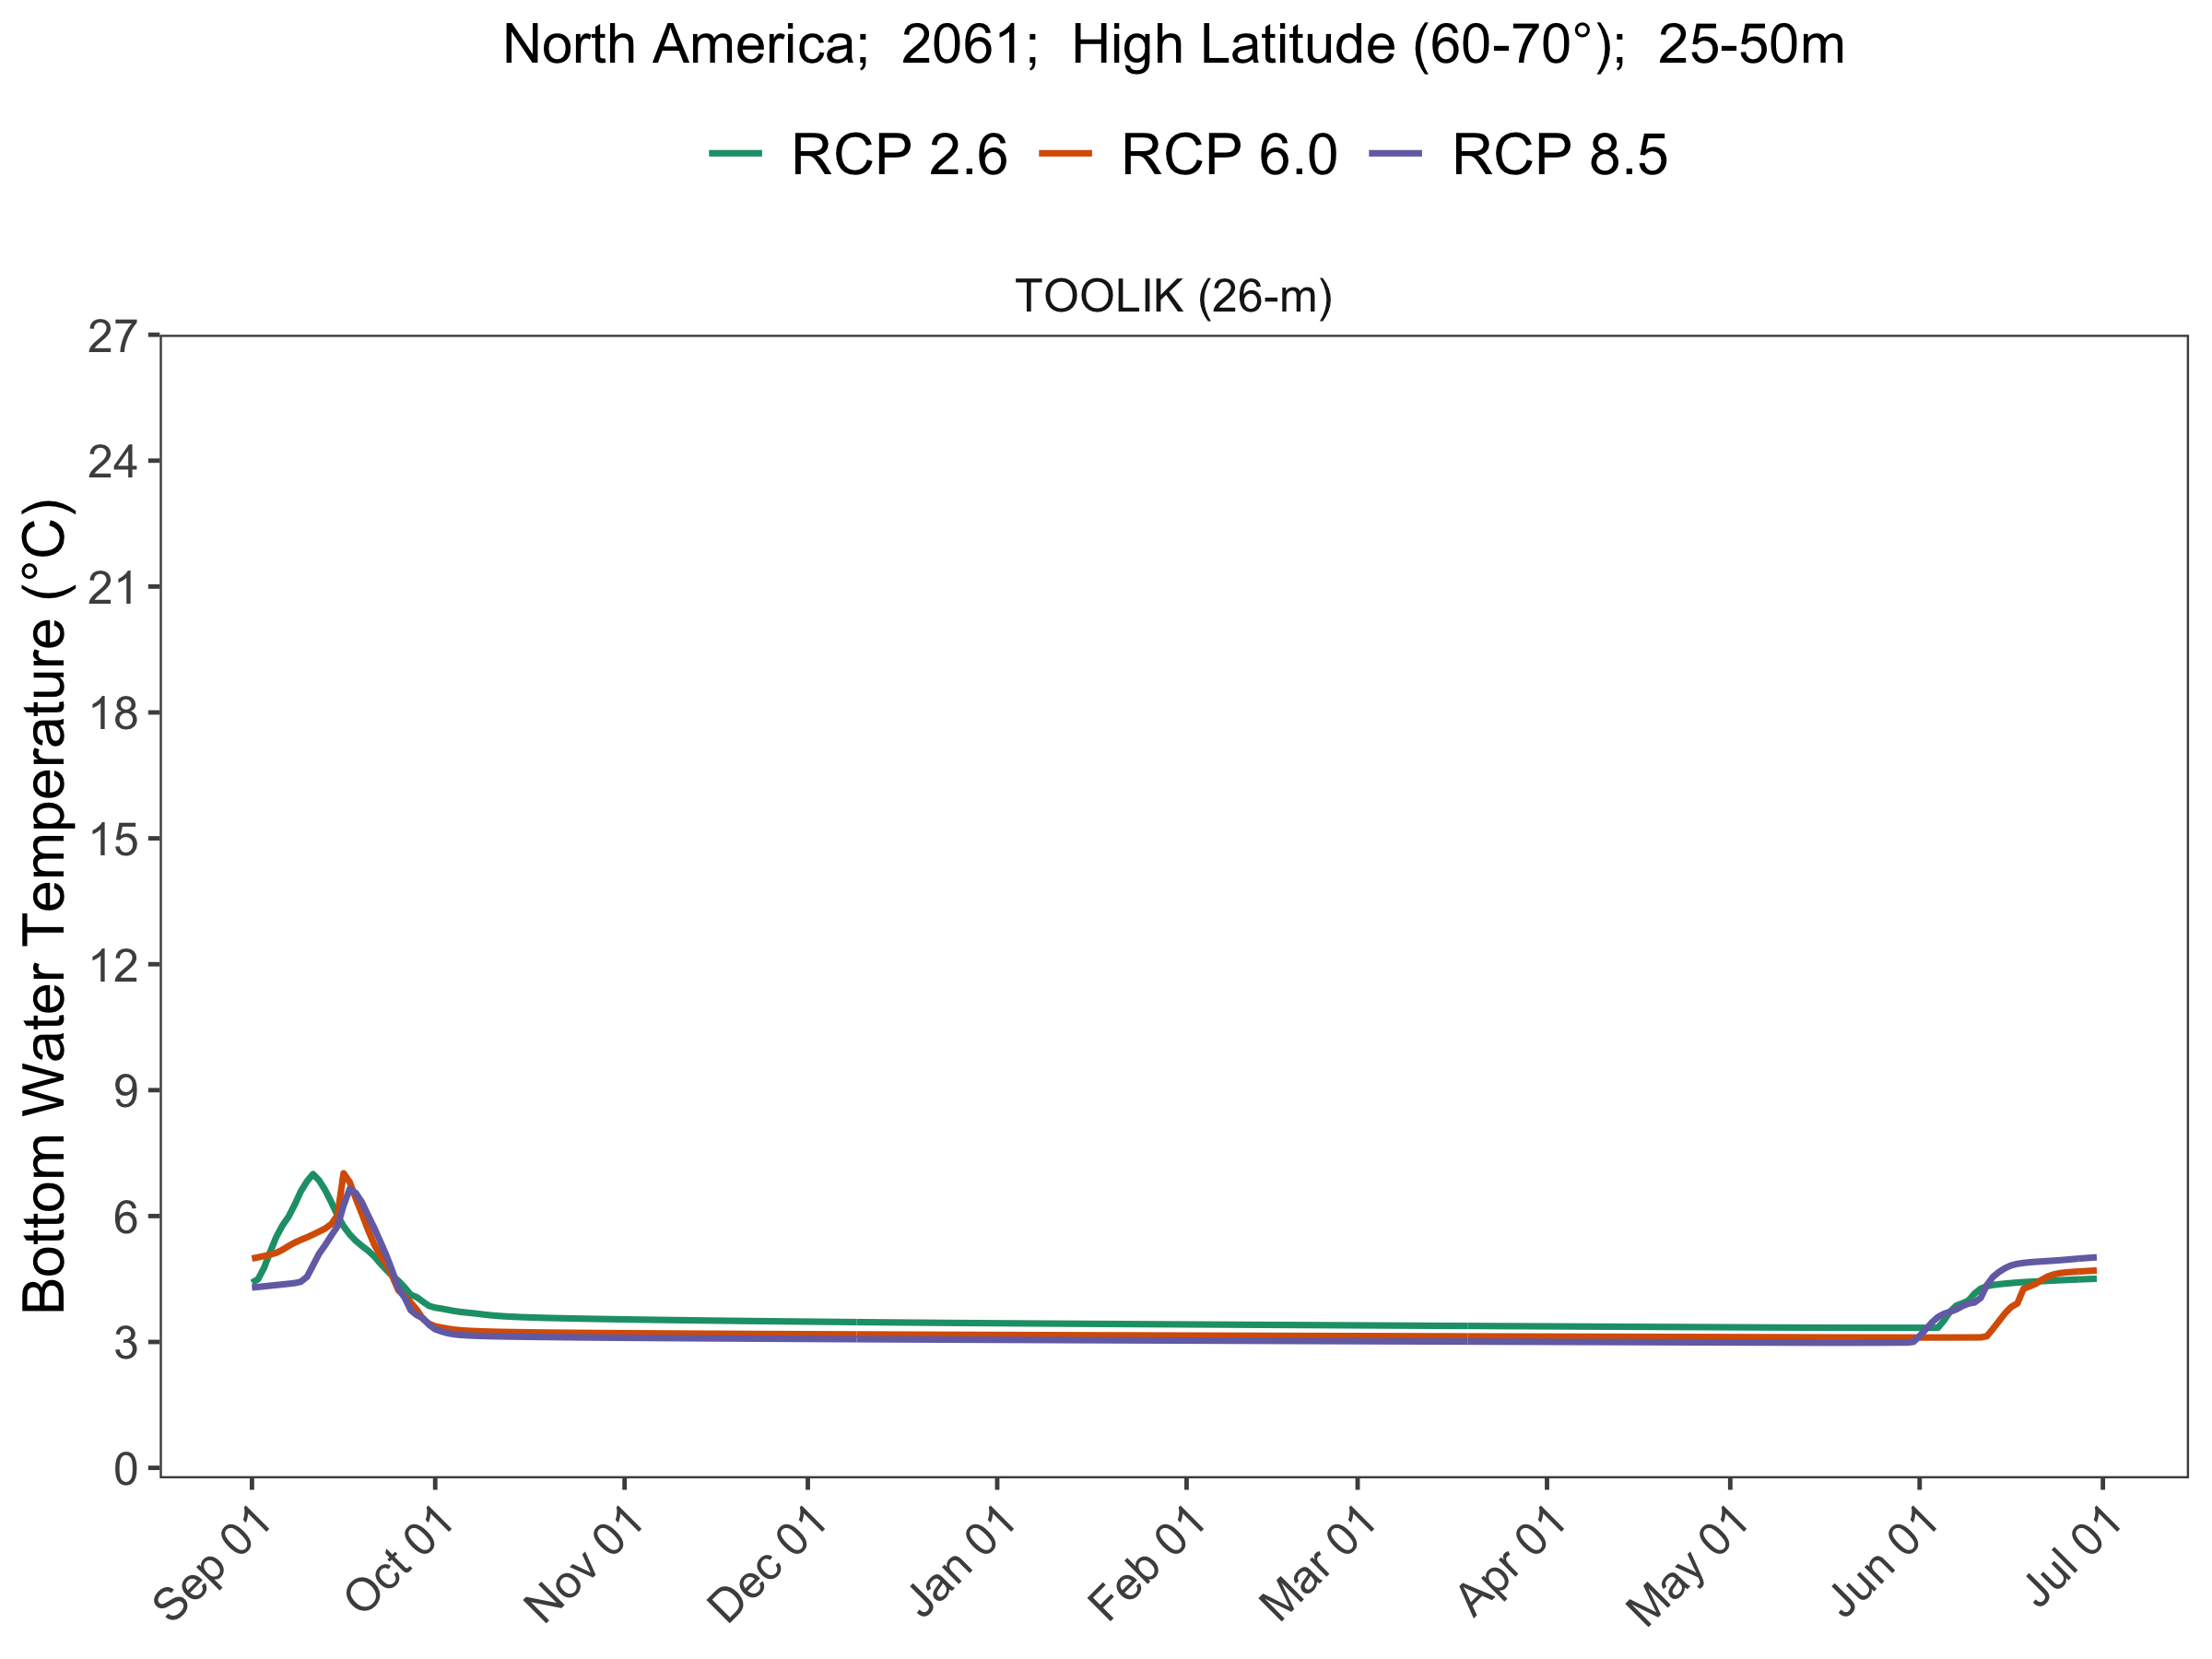 North America; 2061; High Latitude (60-70°); 25-50m
RCP 2.6 RCP 6.0 RCP 8.5
TOOLIK (26-m)
Bottom Water Temperature (°C)
27
24
21
18
15
12
9
6
3
0
Sep 01
Oct 01
Nov 01
Dec 01
Jan 01
Feb 01
Mar 01
Apr 01
May 01
Jun 01
Jul 01